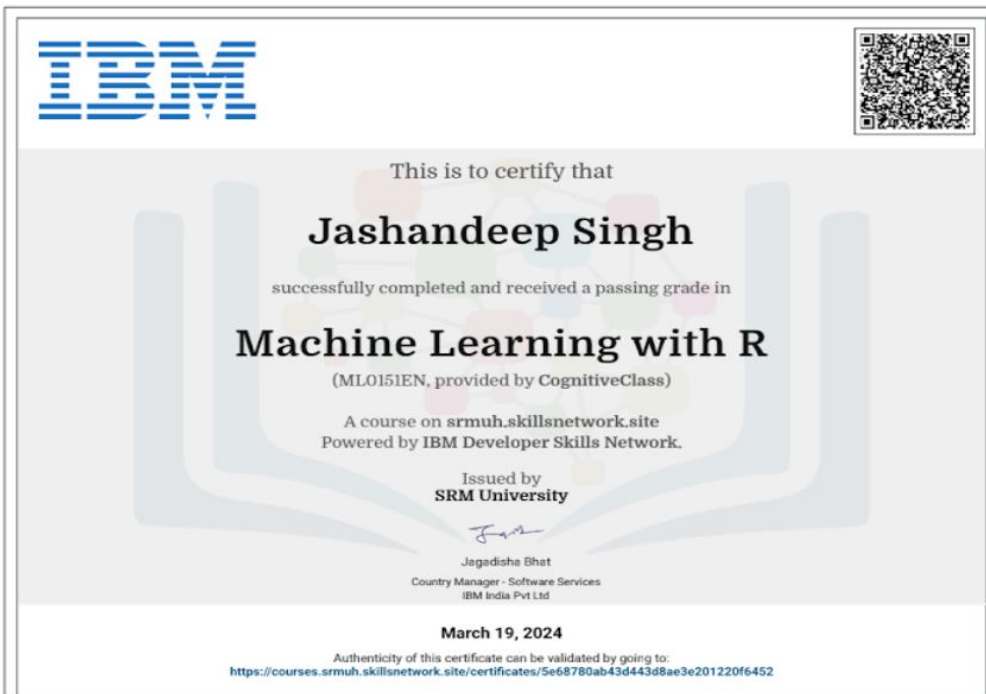 IBM
This is to certify that
Jashandeep Singh
successfully completed and received a passing grade in
Machine Learning with R
(ML0151EN, provided by CognitiveClass)
A course on srmuh.skillsnetwork.site
Powered by IBM Developer Skills Network.
Issued by
SRM University
Jagadisha Bhat
Country Manager - Software Services
IBM India Pvt Ltd
March 19, 2024
Authenticity of this certificate can be validated by going to:
https://courses.srmuh.skillsnetwork.site/certificates/5e68780ab43d443d8ae3e201220f6452